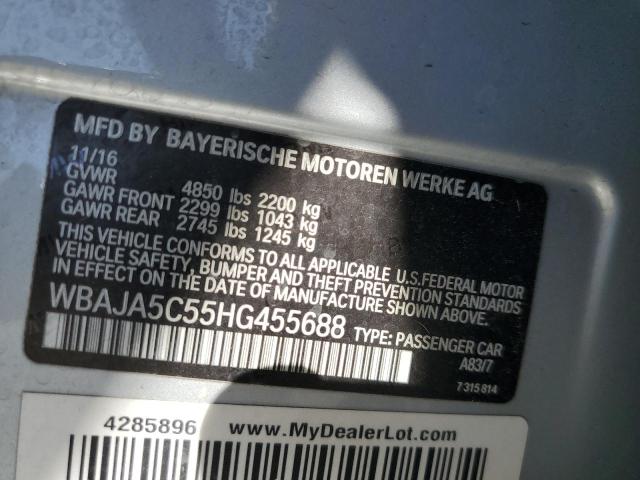 MFD BY BAYERISCHE MOTOREN WERKE AG
11/16
GVWR 4850 lbs 2200 kg
GAWR FRONT 2299 lbs 1043 kg
GAWR REAR 2745 lbs 1245 kg
THIS VEHICLE CONFORMS TO ALL APPLICABLE U.S.FEDERAL MOTOR
VEHICLE SAFETY, BUMPER AND THEFT PREVENTION STANDARDS
IN EFFECT ON THE DATE OF MANUFACTURE SHOWN ABOVE.
WBAJA5C55HG455688 TYPE: PASSENGER CAR
A83/7
7 315 814
4285896 www.MyDealerLot.com